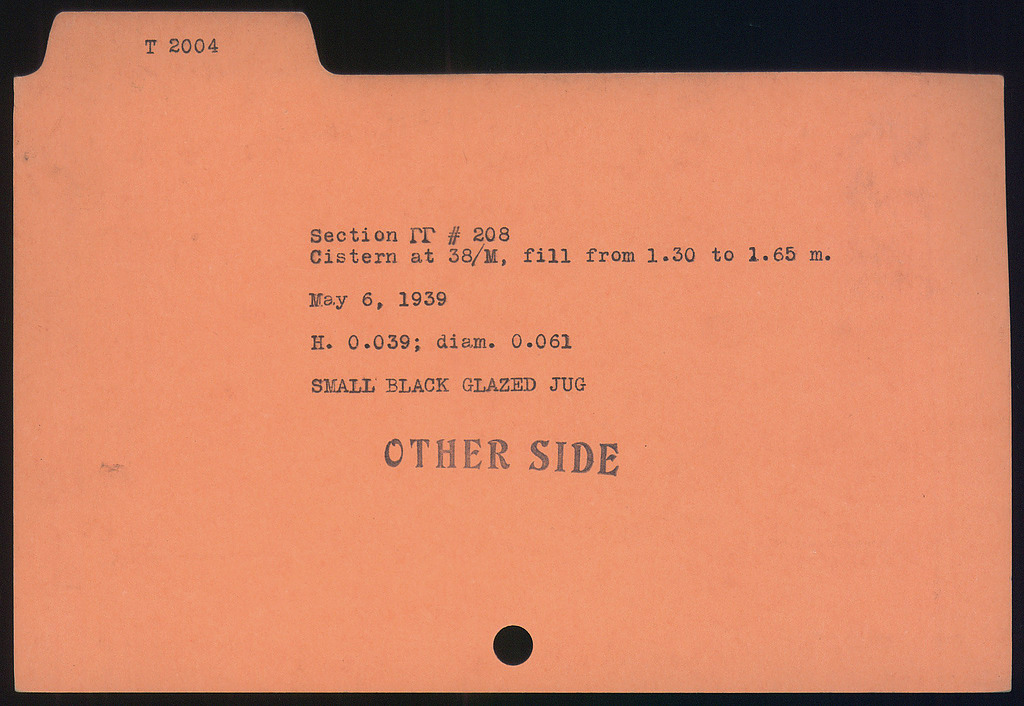 T 2004
Section ΓΓ # 208
Cistern at 38/M, fill from 1.30 to 1.65 m.
May 6, 1939
H. 0.039; diam. 0.061
SMALL BLACK GLAZED JUG
OTHER SIDE